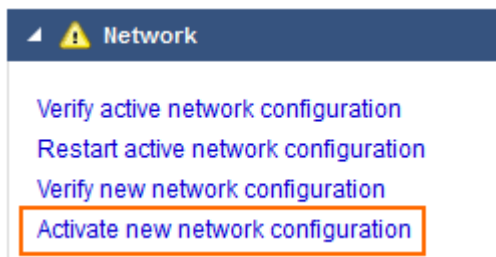 Network
Verify active network configuration
Restart active network configuration
Verify new network configuration
Activate new network configuration